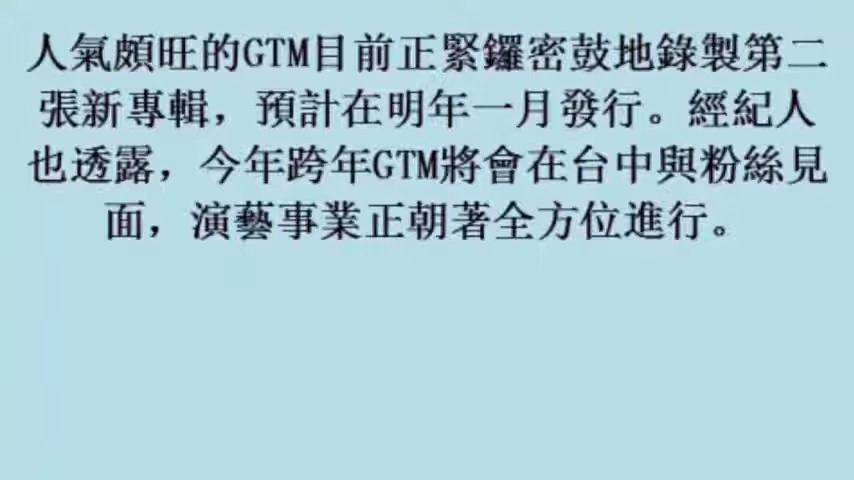 人氣頗旺的GTM目前正緊鑼密鼓地錄製第二
張新專輯，預計在明年一月發行。經紀人
也透露，今年跨年GTM將會在台中與粉絲見
面，演藝事業正朝著全方位進行。